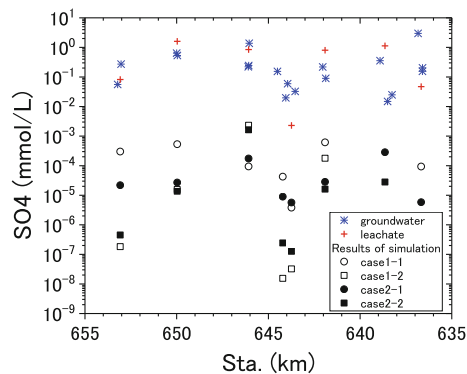 SO4 (mmol/L)
10^1
10^0
10^-1
10^-2
10^-3
10^-4
10^-5
10^-6
10^-7
10^-8
10^-9
groundwater
leachate
Results of simulation
case1-1
case1-2
case2-1
case2-2
655 650 645 640 635
Sta. (km)